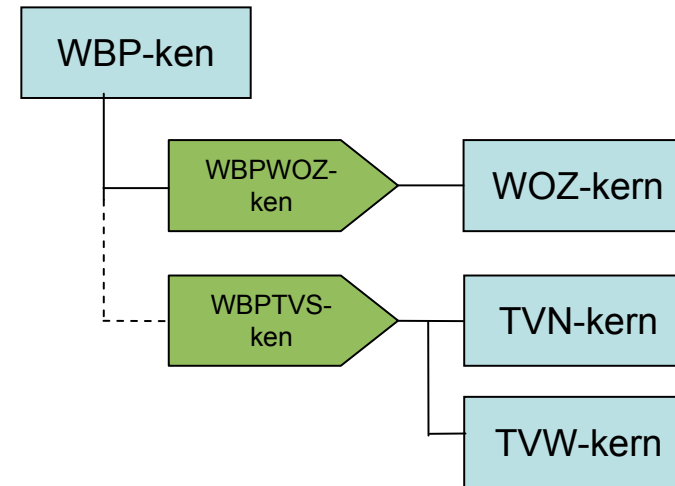 WBP-ken
WBPWOZ-
ken
WOZ-kern
WBPTVS-
ken
TVN-kern
TVW-kern